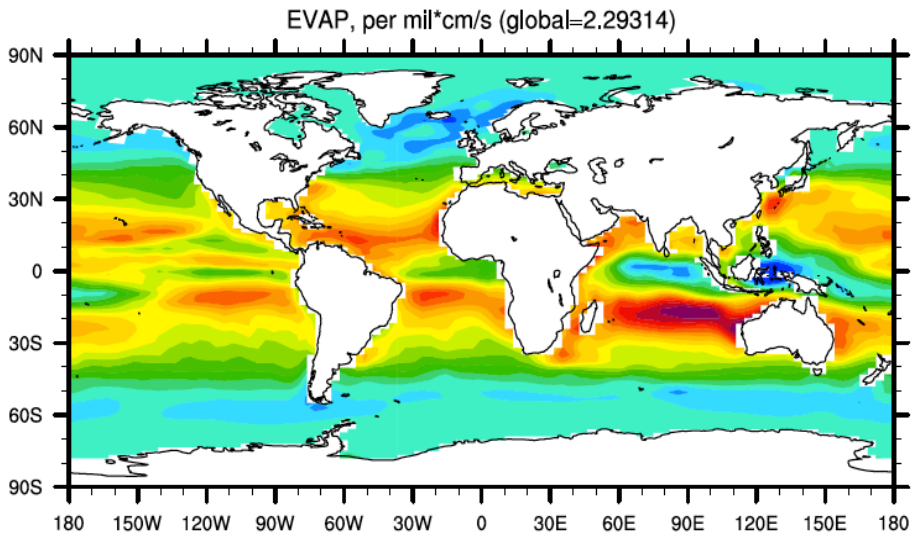 EVAP, per mil*cm/s (global=2.29314)
90N
60N
30N
0
30S
60S
90S
180 150W 120W 90W 60W 30W 0 30E 60E 90E 120E 150E 180